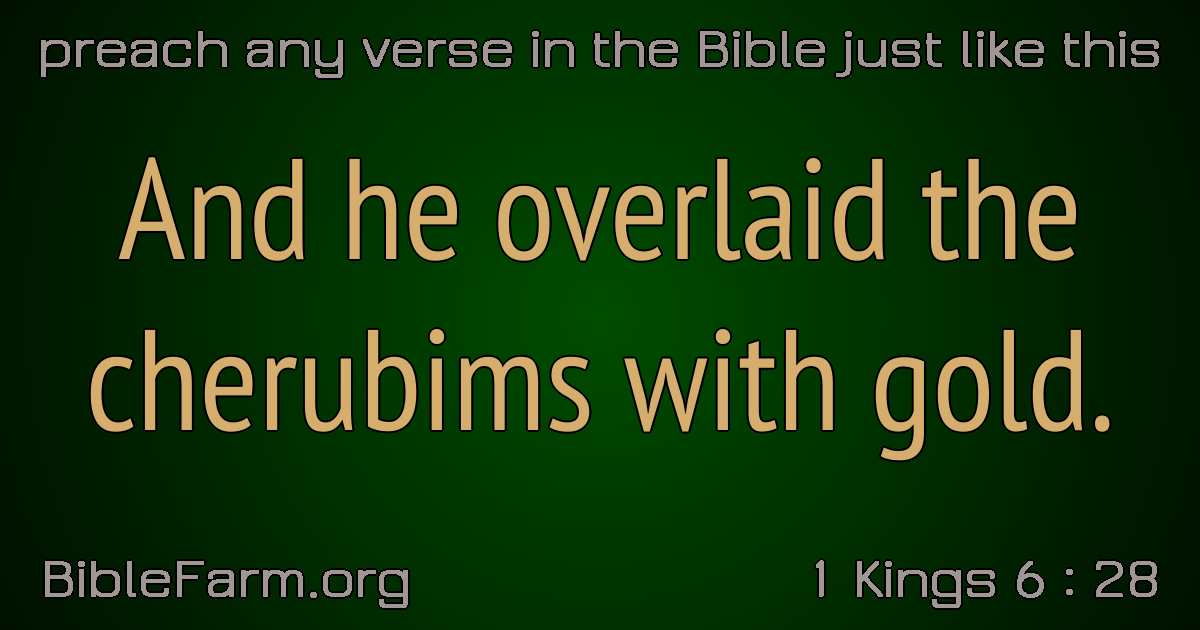 preach any verse in the Bible just like this
And he overlaid the
cherubims with gold.
BibleFarm.org
1 Kings 6 : 28